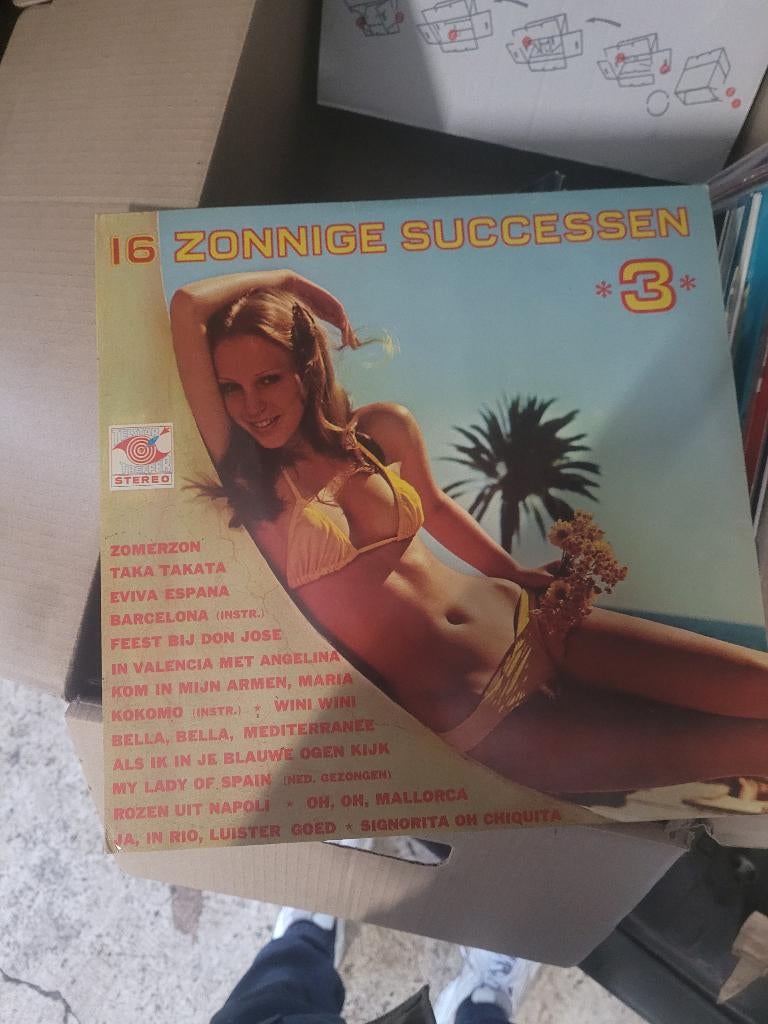 16 ZONNIGE SUCCESSEN
*3*
TELSTAR
TREFFER
STEREO
ZOMERZON
TAKA TAKATA
EVIVA ESPANA
BARCELONA (INSTR.)
FEEST BIJ DON JOSE
IN VALENCIA MET ANGELINA
KOM IN MIJN ARMEN, MARIA
KOKOMO (INSTR.) * WINI WINI
BELLA, BELLA, MEDITERRANEE
ALS IK IN JE BLAUWE OGEN KIJK
MY LADY OF SPAIN (NED. GEZONGEN)
ROZEN UIT NAPOLI * OH, OH, MALLORCA
JA, IN RIO, LUISTER GOED * SIGNORITA OH CHIQUITA